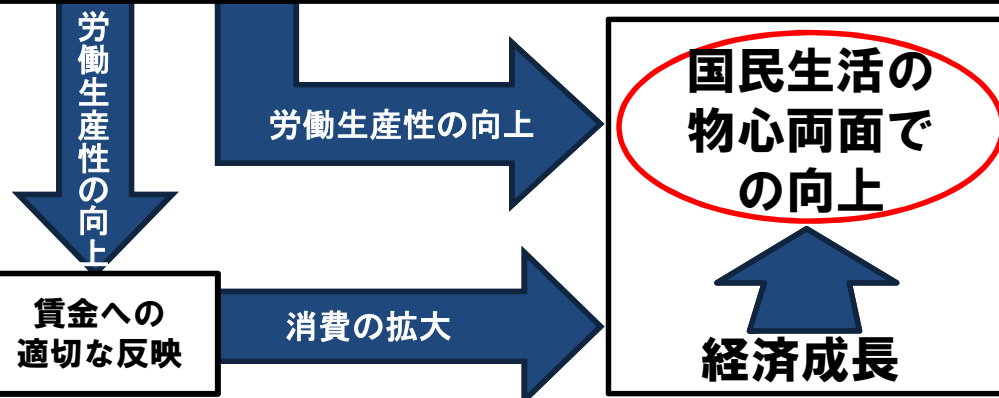 労働生産性の向上
労働生産性の向上
国民生活の
物心両面で
の向上
賃金への
適切な反映
消費の拡大
経済成長